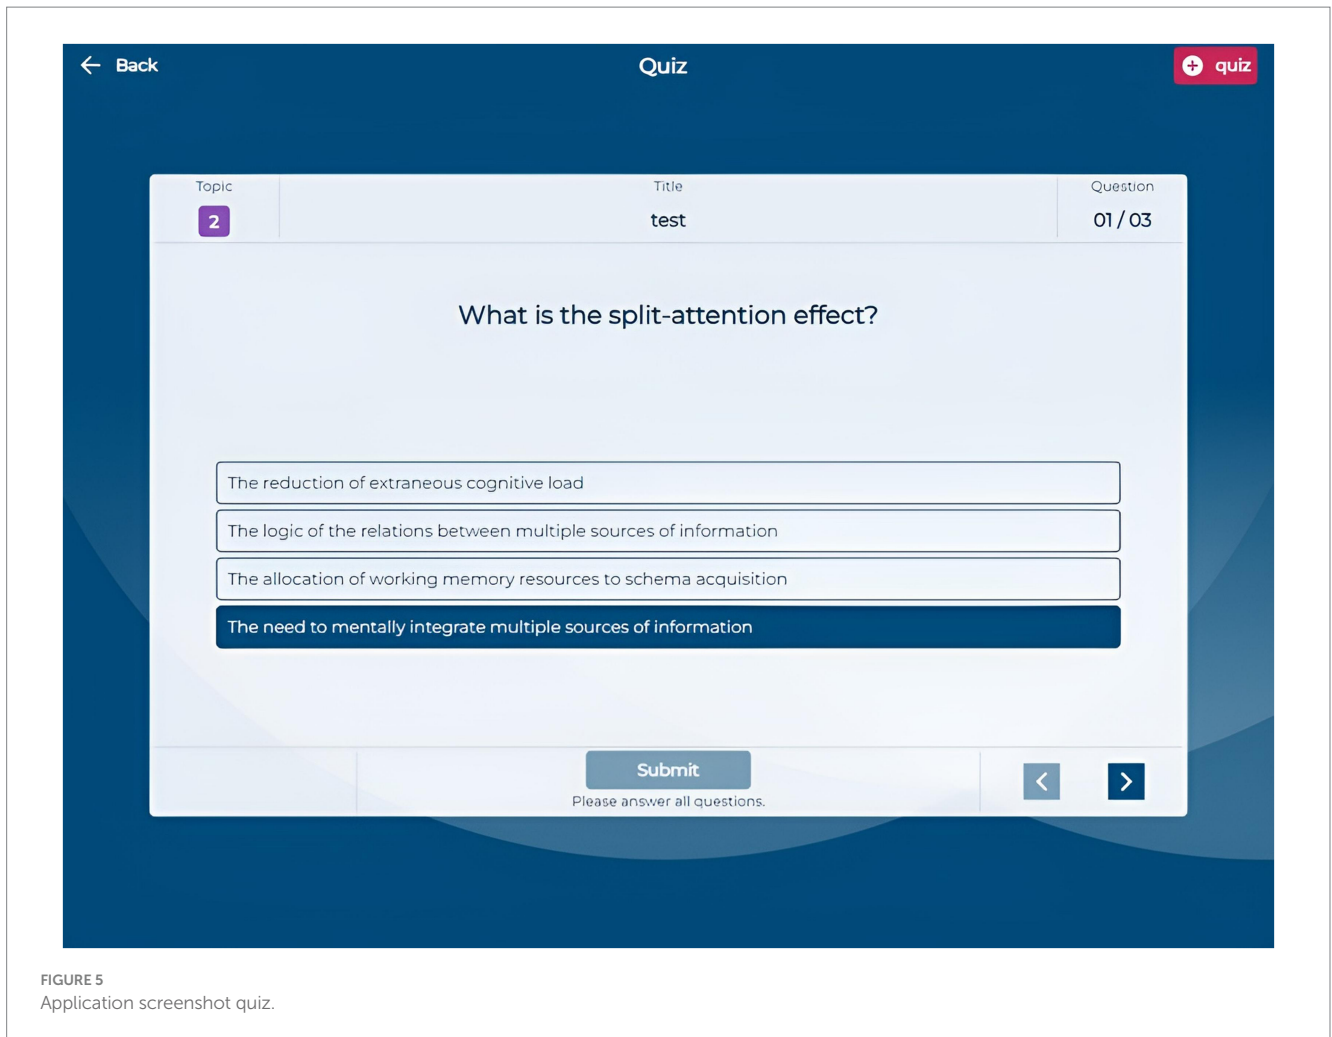 Back
Quiz
quiz
Topic
Title
Question
2
test
01 / 03
What is the split-attention effect?
The reduction of extraneous cognitive load
The logic of the relations between multiple sources of information
The allocation of working memory resources to schema acquisition
The need to mentally integrate multiple sources of information
Submit
Please answer all questions.
FIGURE 5
Application screenshot quiz.